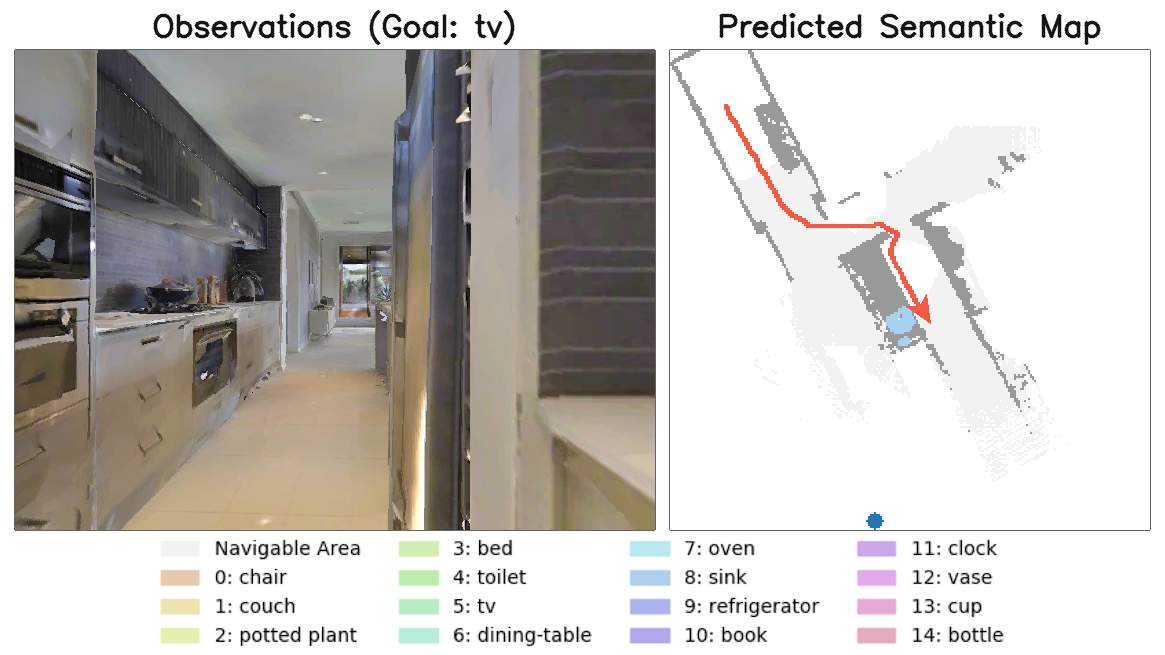 Observations (Goal: tv)
Predicted Semantic Map
Navigable Area
0: chair
1: couch
2: potted plant
3: bed
4: toilet
5: tv
6: dining-table
7: oven
8: sink
9: refrigerator
10: book
11: clock
12: vase
13: cup
14: bottle